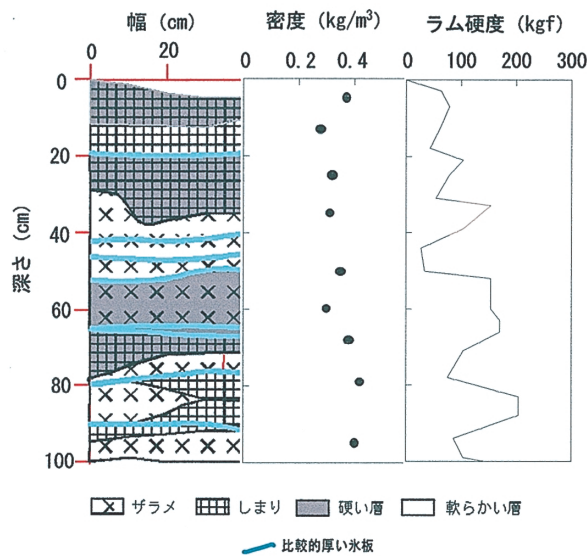 幅 (cm) 密度 (kg/m³) ラム硬度 (kgf)
0 20 0 0.2 0.4 0 100 200 300
0
20
40
60
80
100
深さ (cm)
ザラメ しまり 硬い層 軟らかい層
比較的厚い氷板